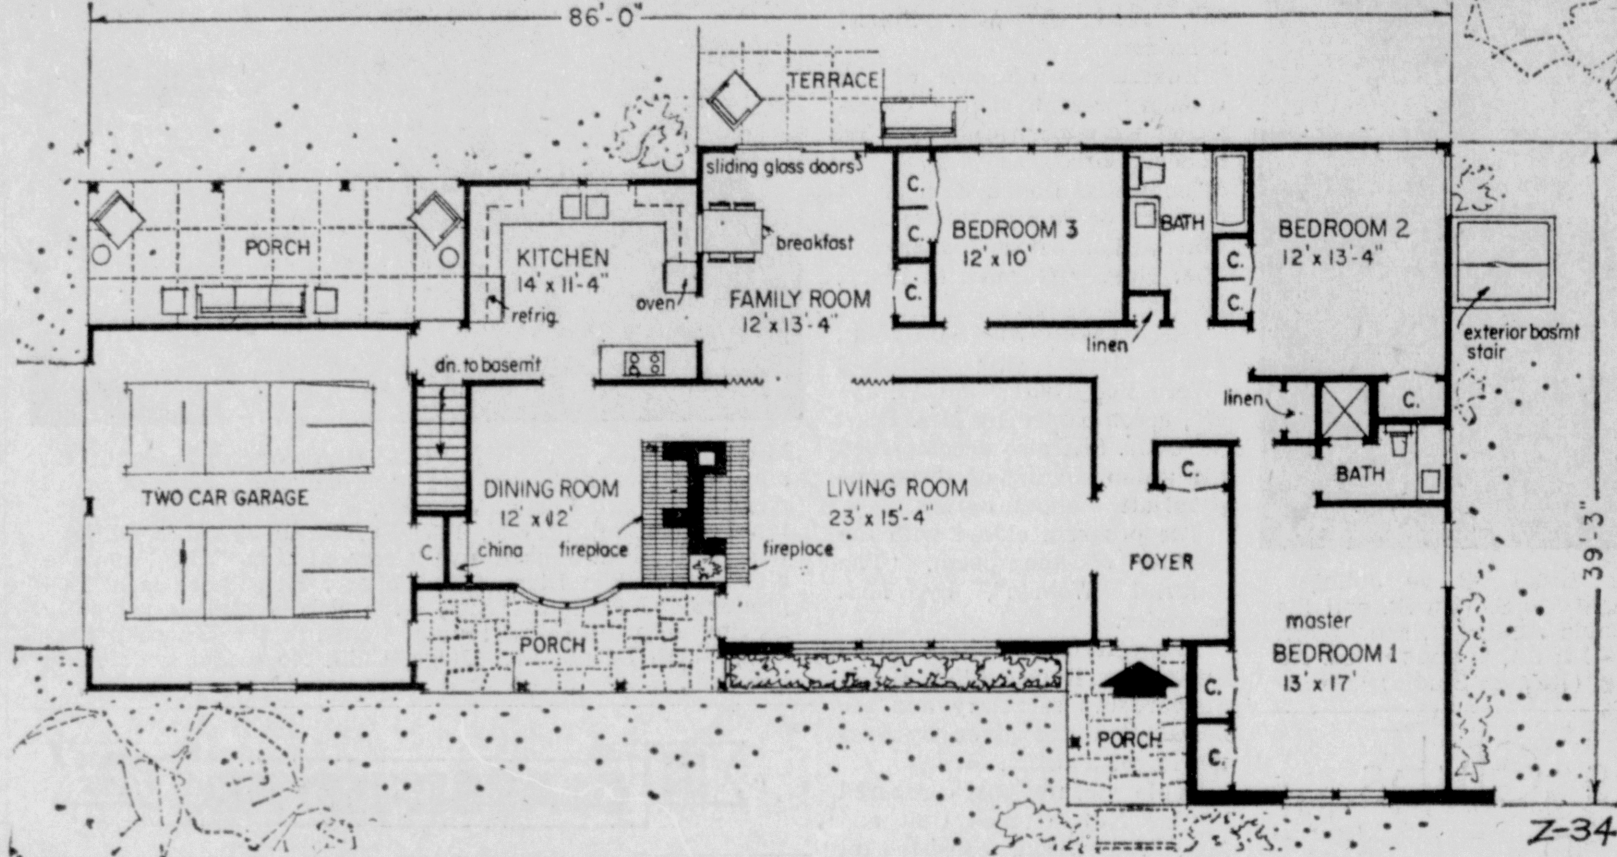 86'-0"
TERRACE
sliding glass doors
PORCH
KITCHEN
14' x 11'-4"
refrig.
oven
breakfast
FAMILY ROOM
12' x 13'-4"
C.
C.
C.
BEDROOM 3
12' x 10'
BATH
linen
C.
C.
BEDROOM 2
12' x 13'-4"
exterior bas'mt
stair
dn. to basem't
linen
C.
TWO CAR GARAGE
C.
china
DINING ROOM
12' x 12'
fireplace
fireplace
LIVING ROOM
23' x 15'-4"
C.
BATH
FOYER
39'-3"
PORCH
master
BEDROOM 1
13' x 17'
C.
C.
PORCH
Z-34